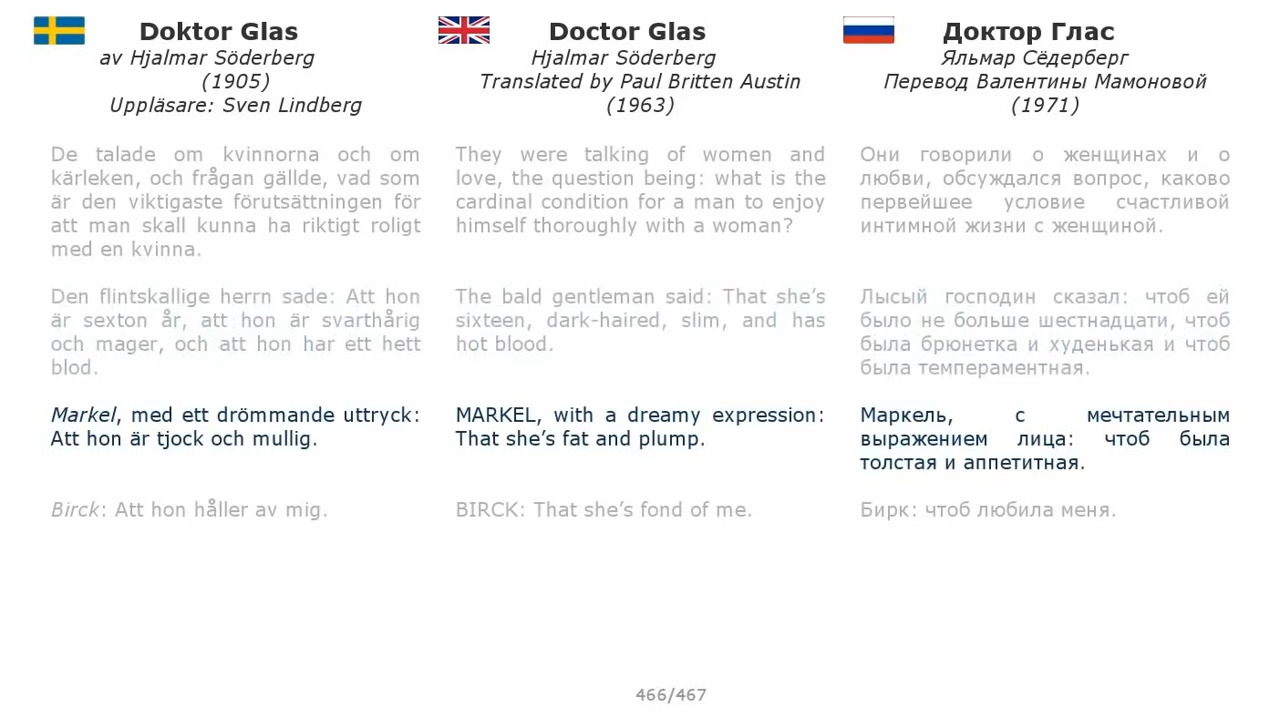 Doktor Glas
av Hjalmar Söderberg
(1905)
Uppläsare: Sven Lindberg
De talade om kvinnorna och om
kärleken, och frågan gällde, vad som
är den viktigaste förutsättningen för
att man skall kunna ha riktigt roligt
med en kvinna.
Den flintskallige herrn sade: Att hon
är sexton år, att hon är svarthårig
och mager, och att hon har ett hett
blod.
Markel, med ett drömmande uttryck:
Att hon är tjock och mullig.
Birck: Att hon håller av mig.
Doctor Glas
Hjalmar Söderberg
Translated by Paul Britten Austin
(1963)
They were talking of women and
love, the question being: what is the
cardinal condition for a man to enjoy
himself thoroughly with a woman?
The bald gentleman said: That she’s
sixteen, dark-haired, slim, and has
hot blood.
MARKEL, with a dreamy expression:
That she’s fat and plump.
BIRCK: That she’s fond of me.
Доктор Глас
Яльмар Сёдерберг
Перевод Валентины Мамоновой
(1971)
Они говорили о женщинах и о
любви, обсуждался вопрос, каково
первейшее условие счастливой
интимной жизни с женщиной.
Лысый господин сказал: чтоб ей
было не больше шестнадцати, чтоб
была брюнетка и худенькая и чтоб
была темпераментная.
Маркель, с мечтательным
выражением лица: чтоб была
толстая и аппетитная.
Бирк: чтоб любила меня.
466/467